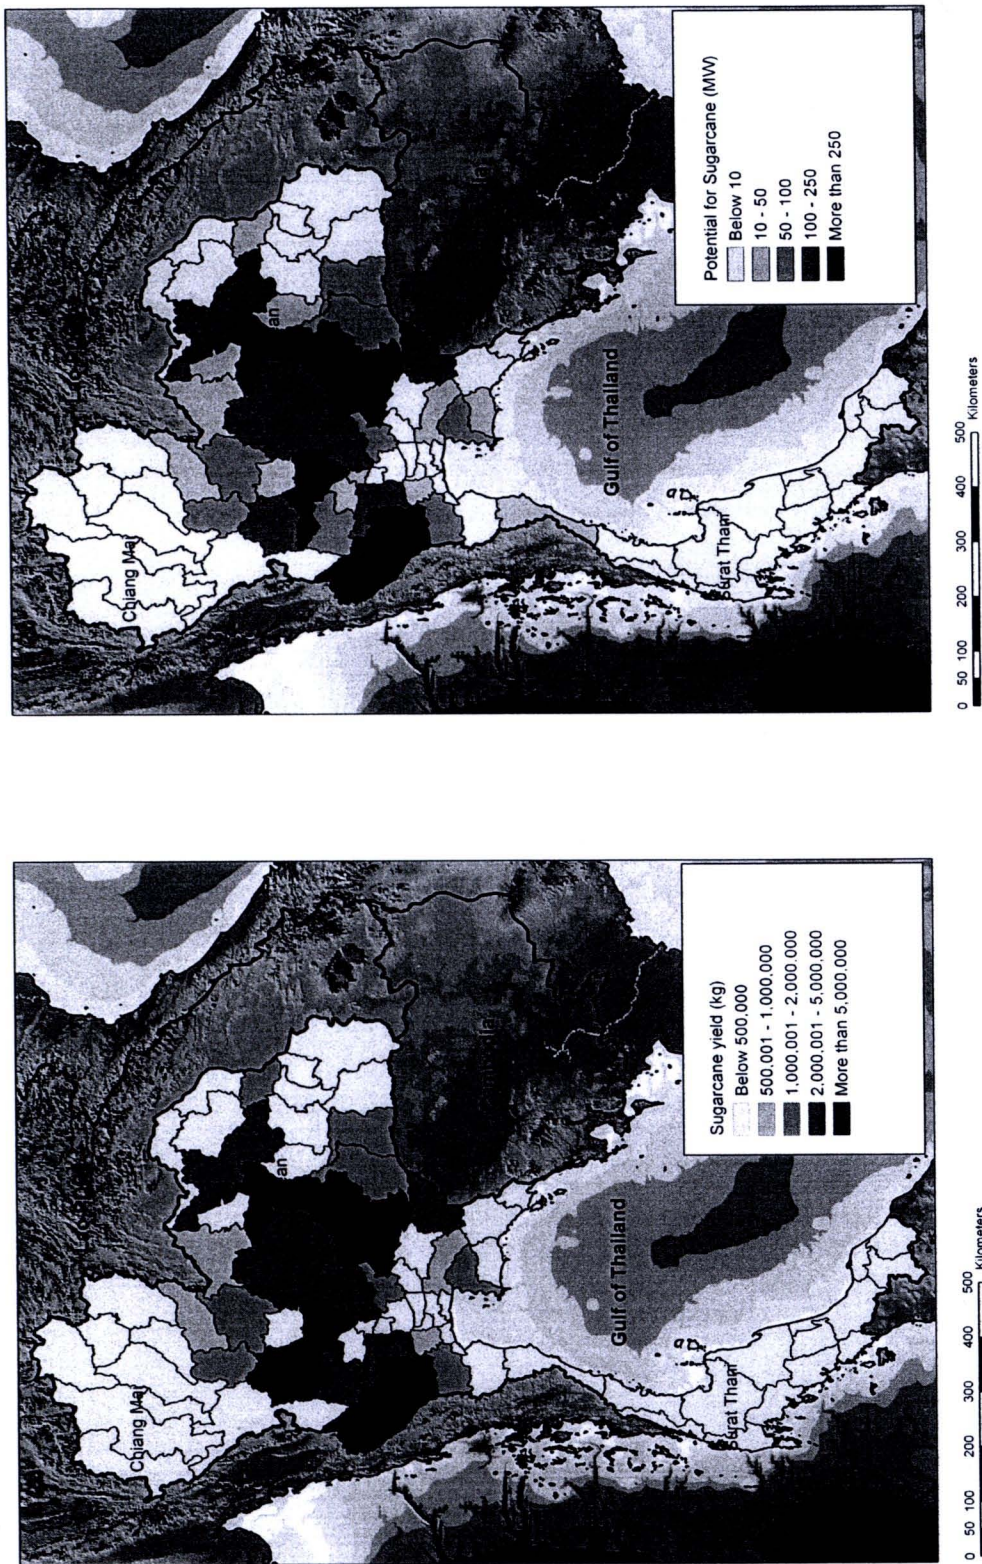 Chiang Mai
an
Gulf of Thailand
Surat Thani
Sugarcane yield (kg)
Below 500,000
500,001 - 1,000,000
1,000,001 - 2,000,000
2,000,001 - 5,000,000
More than 5,000,000
0 50 100 200 300 400 500
Kilometers
Chiang Mai
an
Gulf of Thailand
Surat Thani
Potential for Sugarcane (MW)
Below 10
10 - 50
50 - 100
100 - 250
More than 250
0 50 100 200 300 400 500
Kilometers